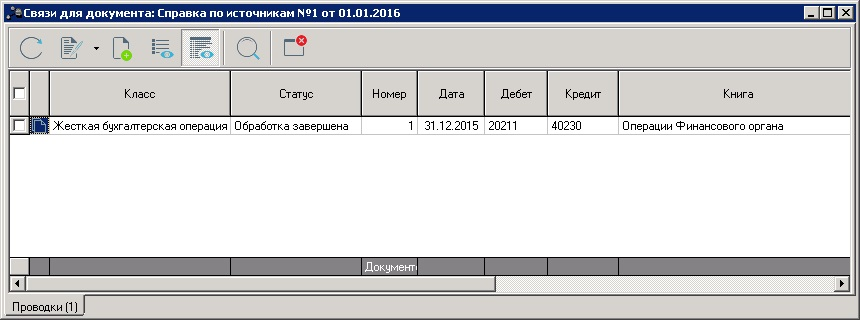 Связи для документа: Справка по источникам №1 от 01.01.2016
Класс Статус Номер Дата Дебет Кредит Книга
Жесткая бухгалтерская операция Обработка завершена 1 31.12.2015 20211 40230 Операции Финансового органа
Документо
Проводки (1)